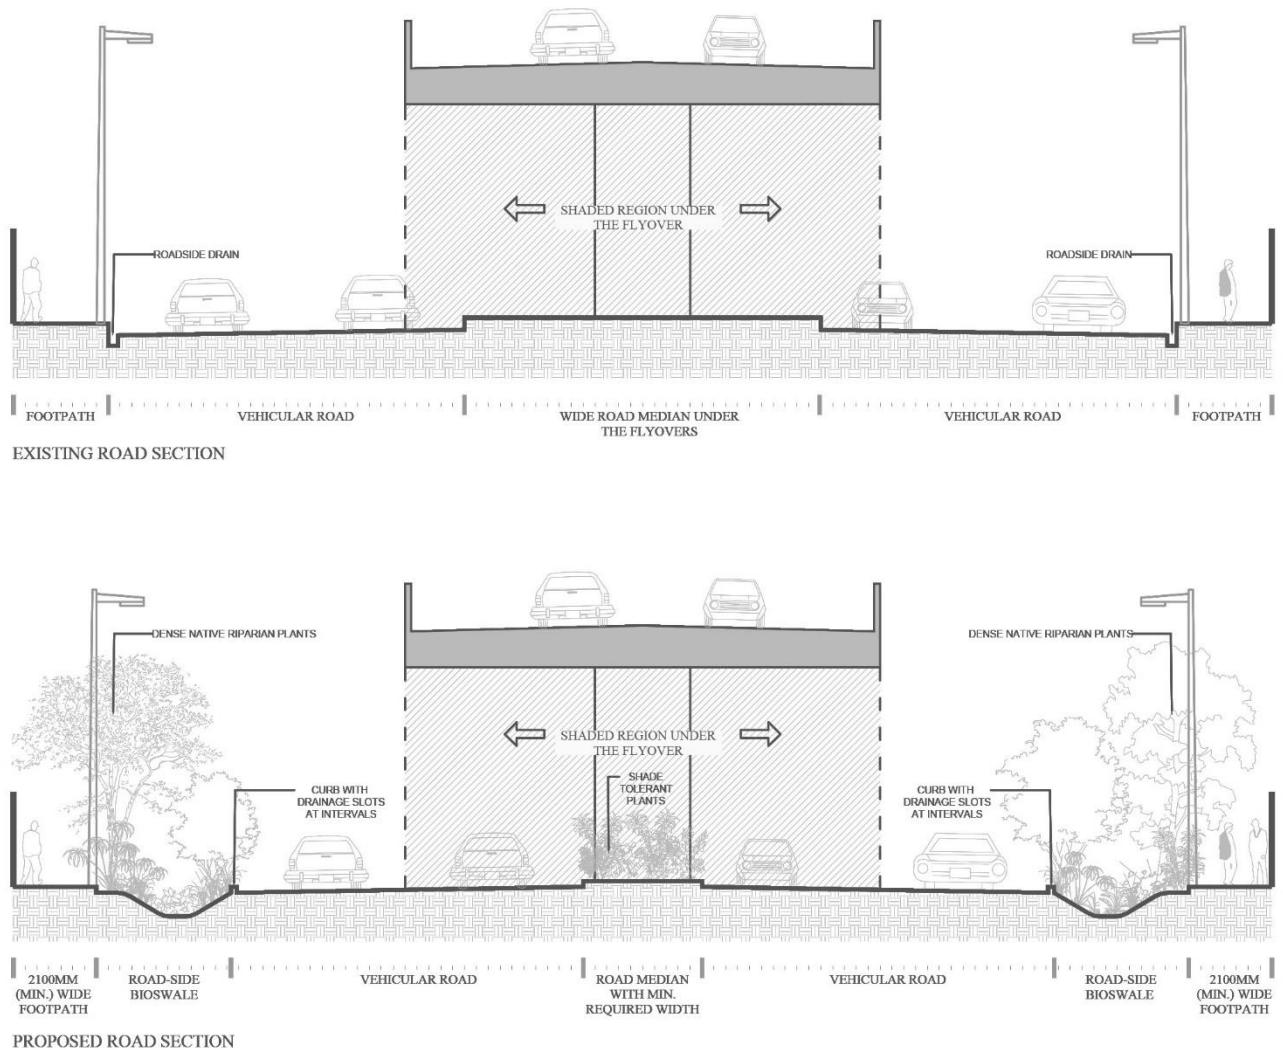 SHADED REGION UNDER
THE FLYOVER
ROADSIDE DRAIN
ROADSIDE DRAIN
FOOTPATH
VEHICULAR ROAD
WIDE ROAD MEDIAN UNDER
THE FLYOVERS
VEHICULAR ROAD
FOOTPATH
EXISTING ROAD SECTION
DENSE NATIVE RIPARIAN PLANTS
DENSE NATIVE RIPARIAN PLANTS
SHADED REGION UNDER
THE FLYOVER
SHADE
TOLERANT
PLANTS
CURB WITH
DRAINAGE SLOTS
AT INTERVALS
CURB WITH
DRAINAGE SLOTS
AT INTERVALS
2100MM
(MIN.) WIDE
FOOTPATH
ROAD-SIDE
BIOSWALE
VEHICULAR ROAD
ROAD MEDIAN
WITH MIN.
REQUIRED WIDTH
VEHICULAR ROAD
ROAD-SIDE
BIOSWALE
2100MM
(MIN.) WIDE
FOOTPATH
PROPOSED ROAD SECTION